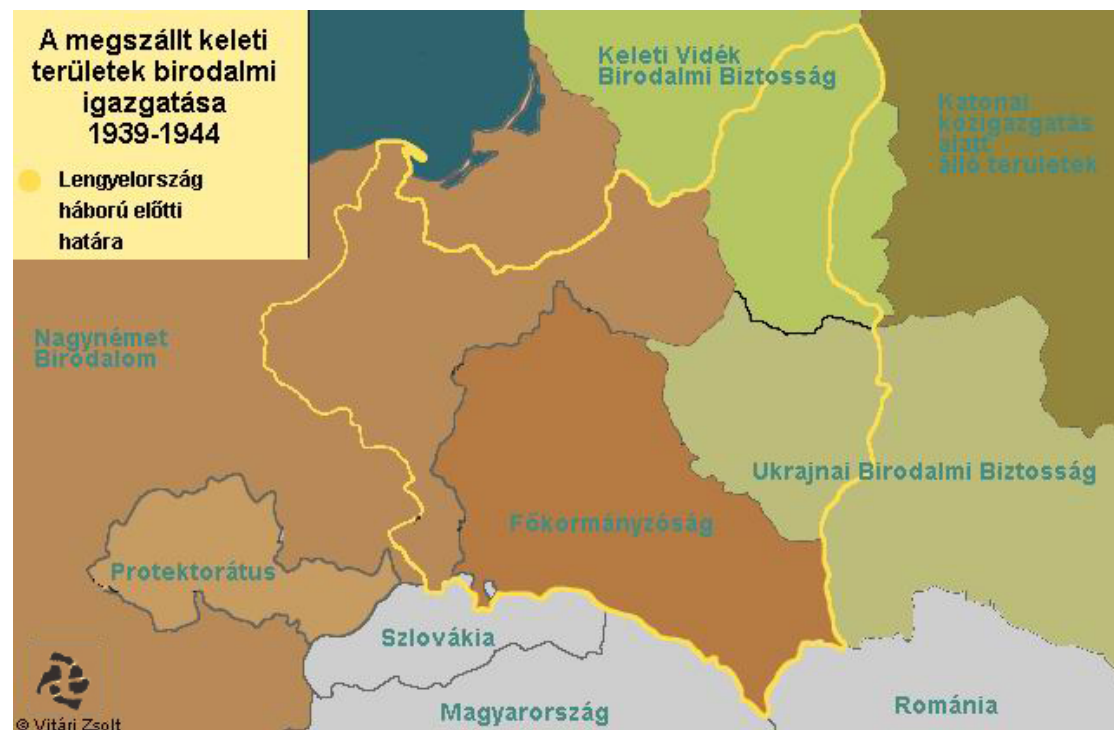 A megszállt keleti
területek birodalmi
igazgatása
1939-1944
Lengyelország
háború előtti
határa
Keleti Vidék
Birodalmi Biztosság
Katonai
közigazgatás
alatt
álló területek
Nagynémet
Birodalom
Ukrajnai Birodalmi Biztosság
Főkormányzóság
Protektorátus
Szlovákia
Magyarország
Románia
© Vitári Zsolt